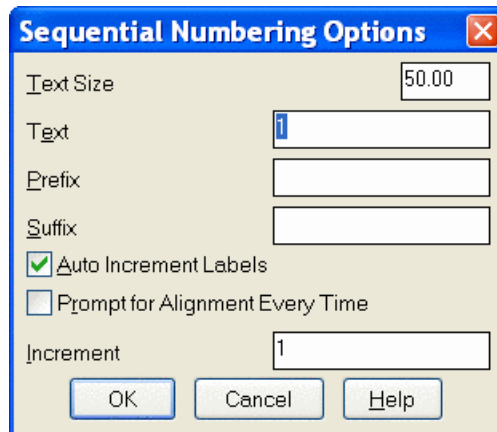 Sequential Numbering Options
Text Size 50.00
Text 1
Prefix
Suffix
Auto Increment Labels
Prompt for Alignment Every Time
Increment 1
OK Cancel Help